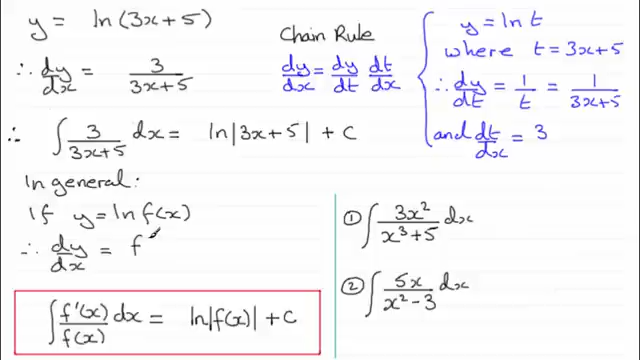 y = ln(3x+5)
∴ dy/dx = 3/(3x+5)
∴ ∫ 3/(3x+5) dx = ln|3x+5| + c
Chain Rule
dy/dx = dy/dt dt/dx
y = ln t
where t = 3x+5
∴ dy/dt = 1/t = 1/(3x+5)
and dt/dx = 3
In general:
If y = ln f(x)
∴ dy/dx = f
∫ f'(x)/f(x) dx = ln|f(x)| + c
① ∫ 3x²/(x³+5) dx
② ∫ 5x/(x²-3) dx